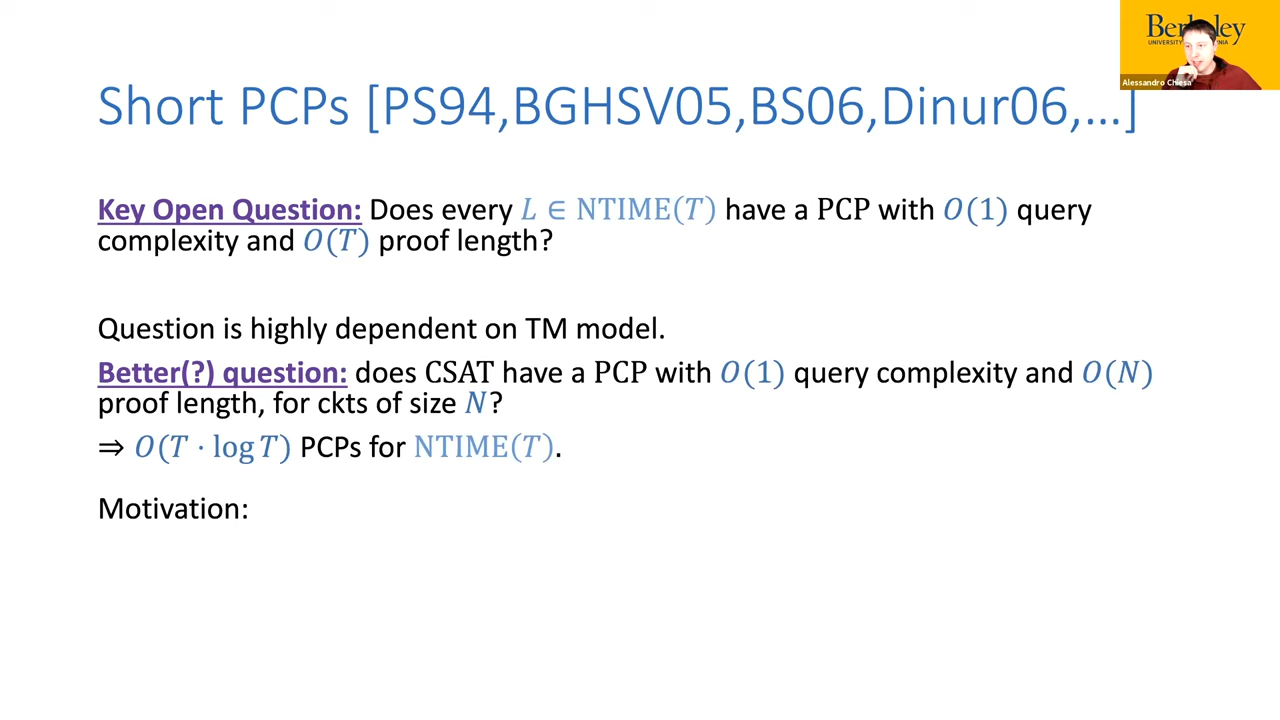 Berkeley
UNIVERSITY
Alessandro Chiesa
Short PCPs [PS94,BGHSV05,BS06,Dinur06,…]
Key Open Question: Does every L ∈ NTIME(T) have a PCP with O(1) query
complexity and O(T) proof length?
Question is highly dependent on TM model.
Better(?) question: does CSAT have a PCP with O(1) query complexity and O(N)
proof length, for ckts of size N?
⇒ O(T · log T) PCPs for NTIME(T).
Motivation: